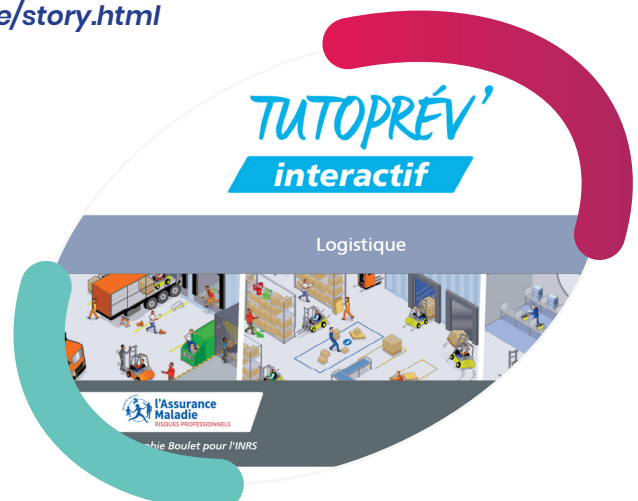 e/story.html
TUTOPRÉV'
interactif
Logistique
l'Assurance
Maladie
RISQUES PROFESSIONNELS
phie Boulet pour l'INRS